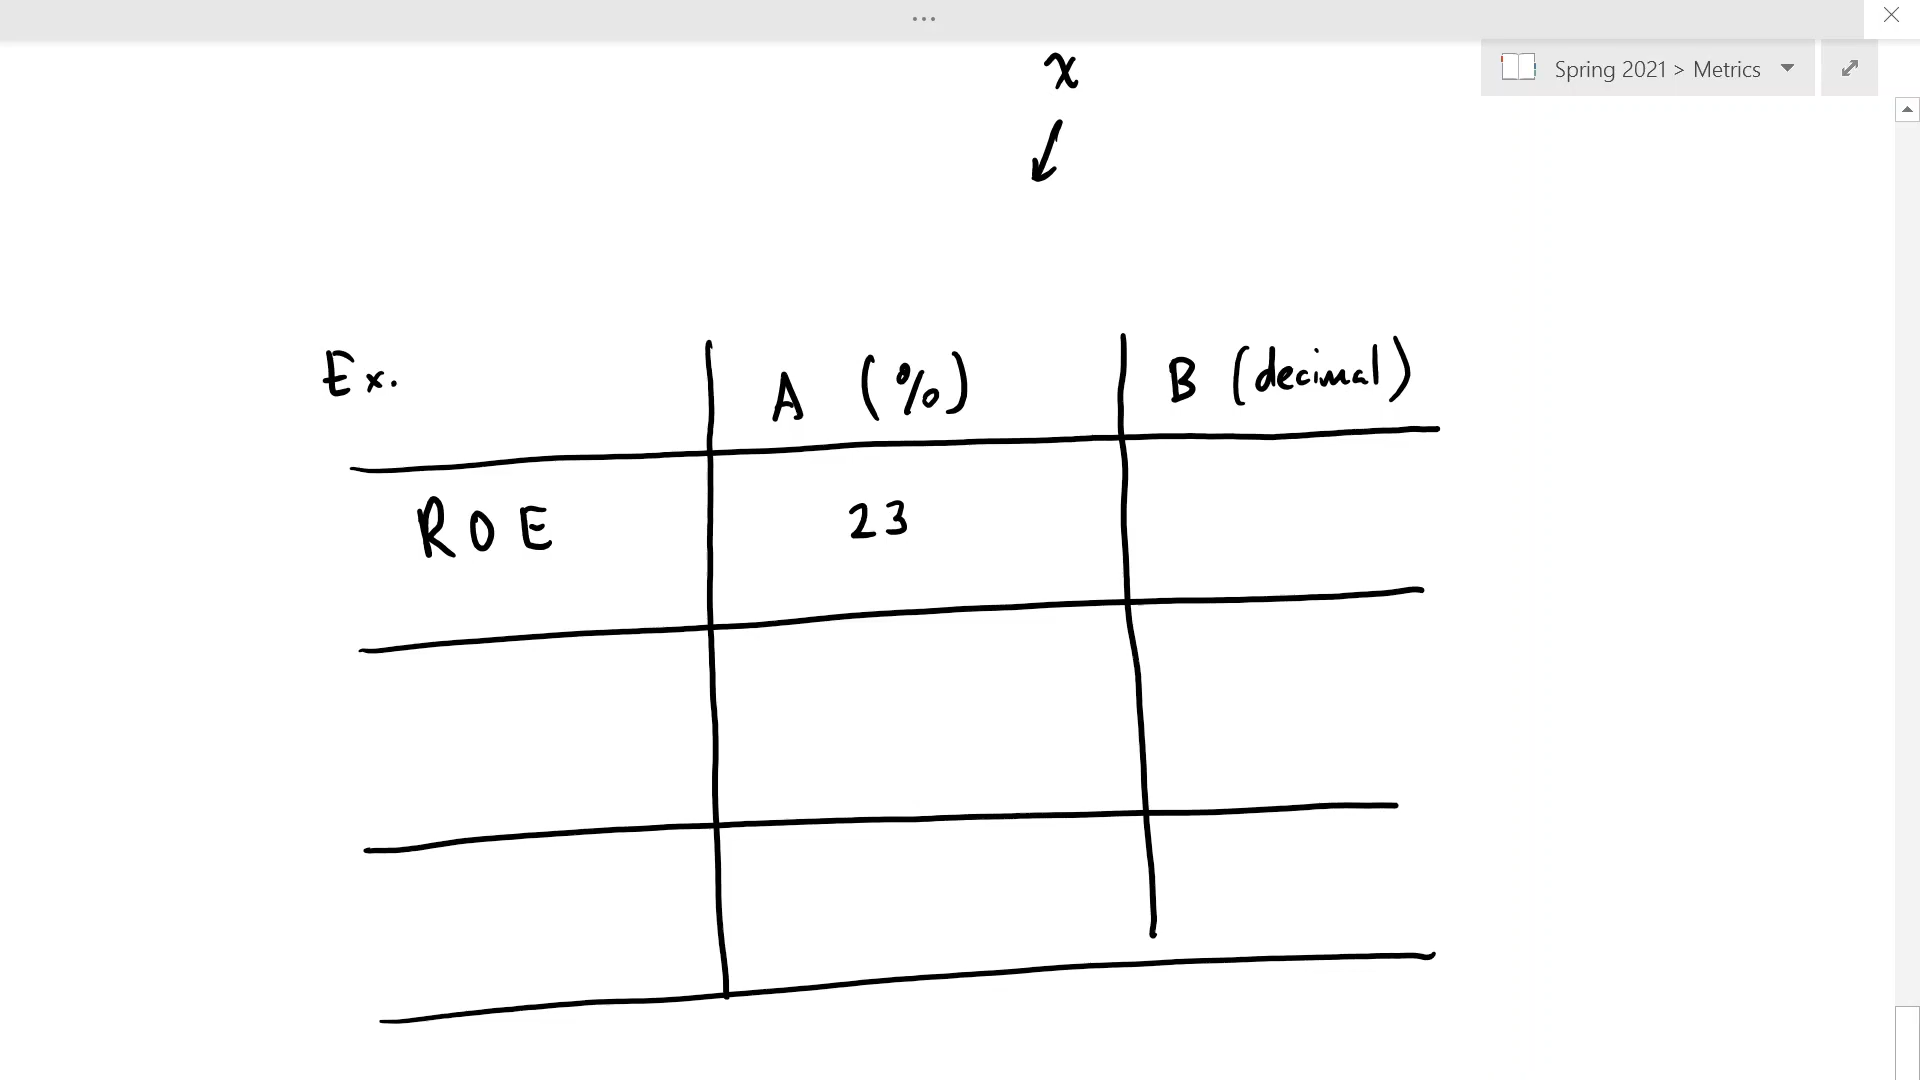 ...
Spring 2021 > Metrics
x
Ex. A (%) B (decimal)
ROE 23